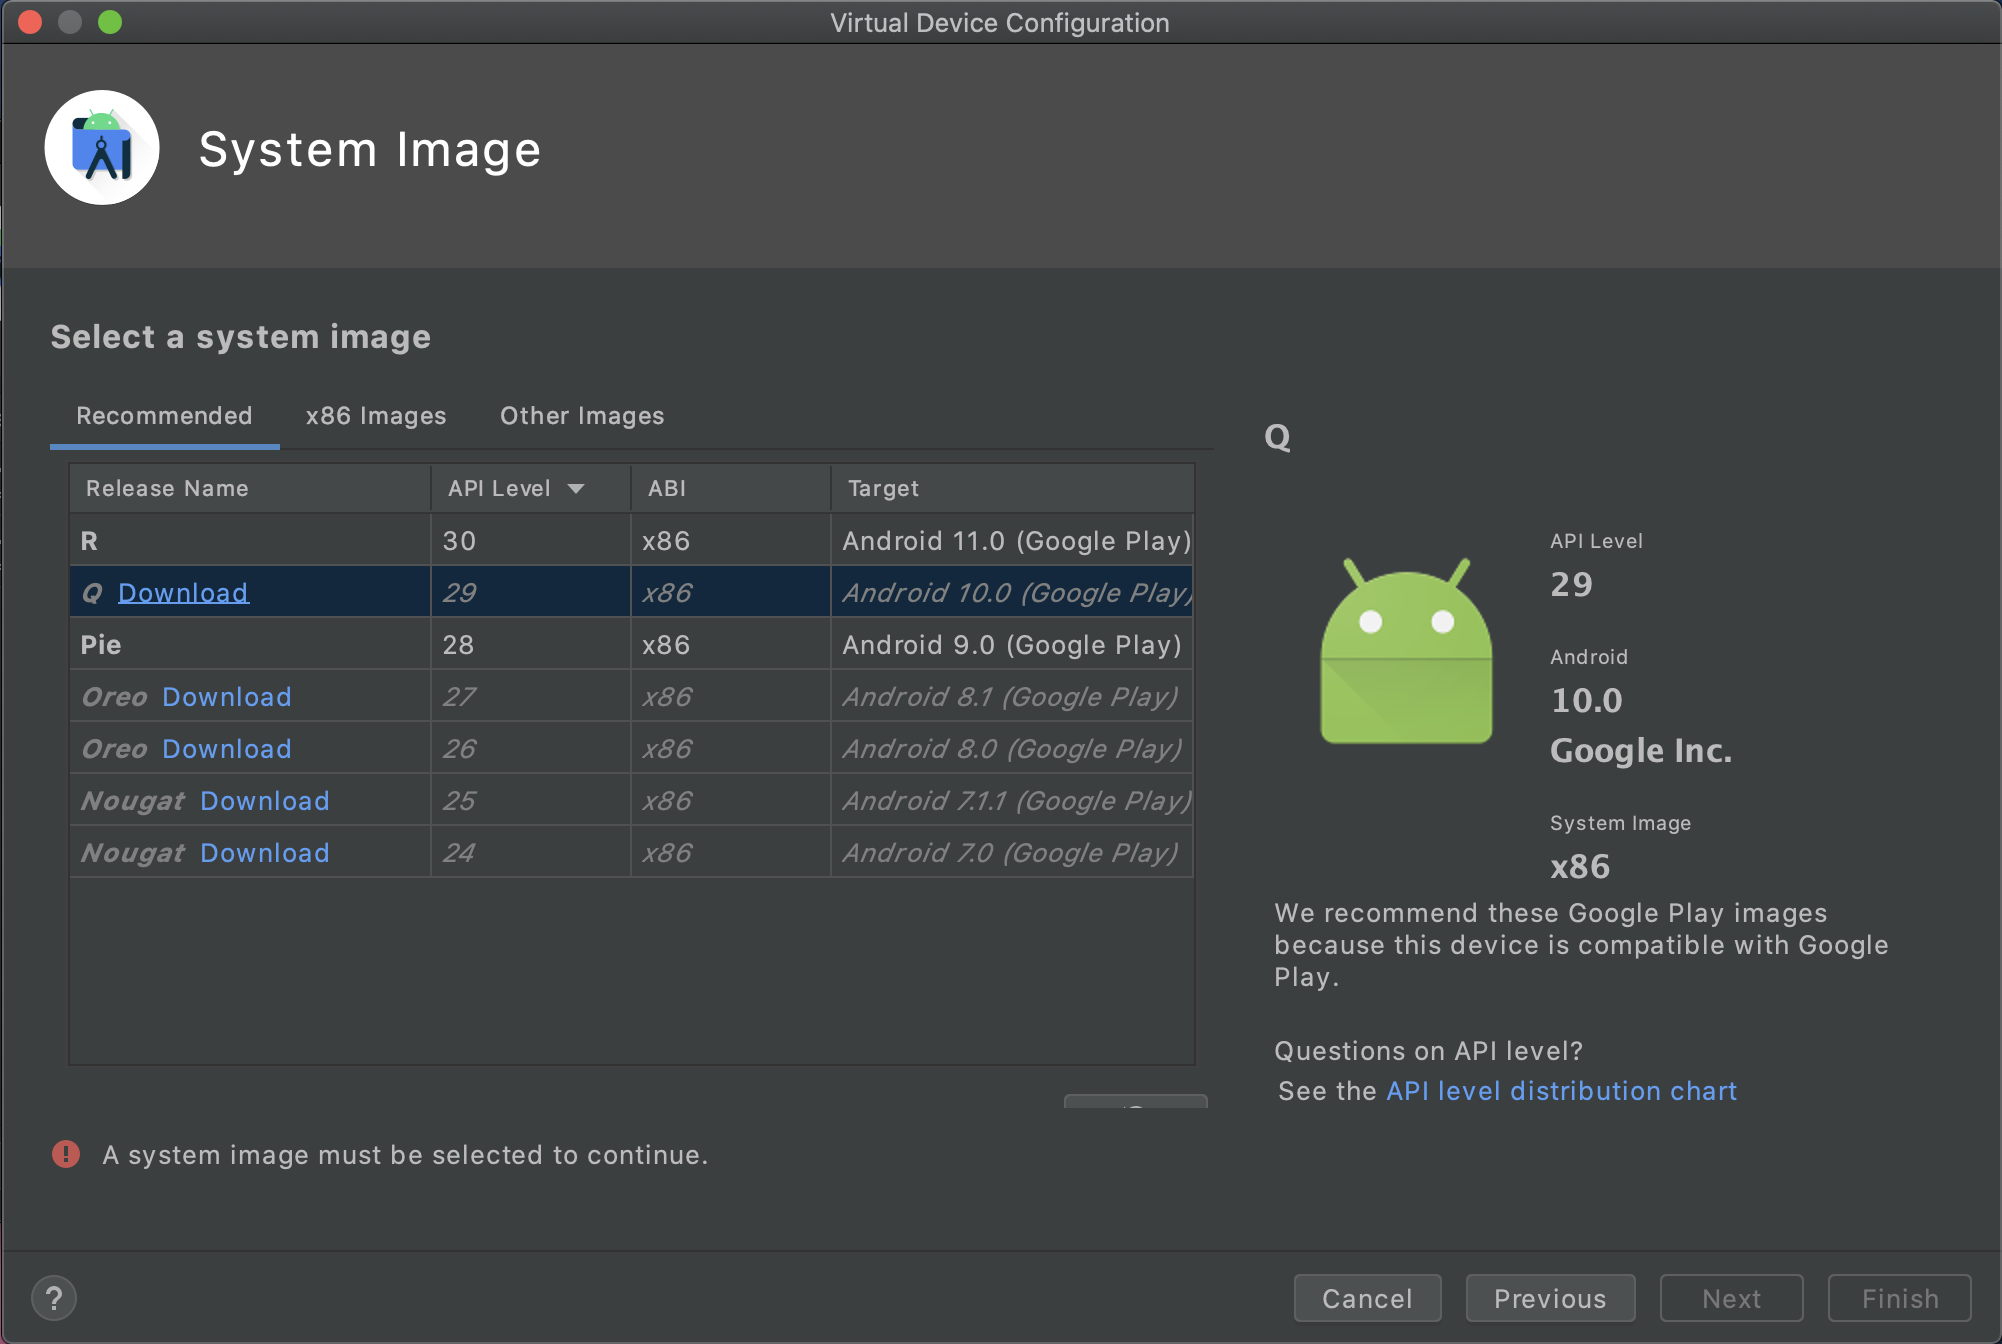 Virtual Device Configuration
System Image
Select a system image
Recommended x86 Images Other Images
Release Name API Level ABI Target
R 30 x86 Android 11.0 (Google Play)
Q Download 29 x86 Android 10.0 (Google Play)
Pie 28 x86 Android 9.0 (Google Play)
Oreo Download 27 x86 Android 8.1 (Google Play)
Oreo Download 26 x86 Android 8.0 (Google Play)
Nougat Download 25 x86 Android 7.1.1 (Google Play)
Nougat Download 24 x86 Android 7.0 (Google Play)
Q
API Level
29
Android
10.0
Google Inc.
System Image
x86
We recommend these Google Play images
because this device is compatible with Google
Play.
Questions on API level?
See the API level distribution chart
! A system image must be selected to continue.
? Cancel Previous Next Finish